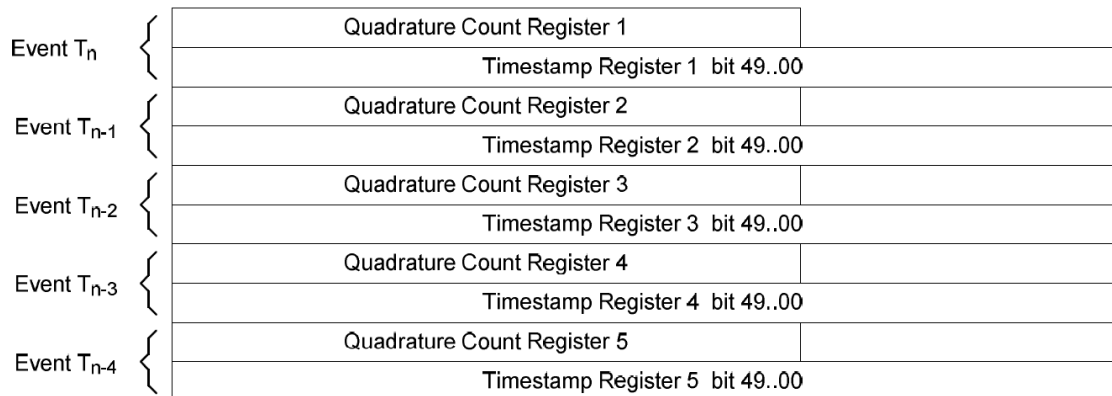 Quadrature Count Register 1
Event Tn
Timestamp Register 1 bit 49..00
Quadrature Count Register 2
Event Tn-1
Timestamp Register 2 bit 49..00
Quadrature Count Register 3
Event Tn-2
Timestamp Register 3 bit 49..00
Quadrature Count Register 4
Event Tn-3
Timestamp Register 4 bit 49..00
Quadrature Count Register 5
Event Tn-4
Timestamp Register 5 bit 49..00